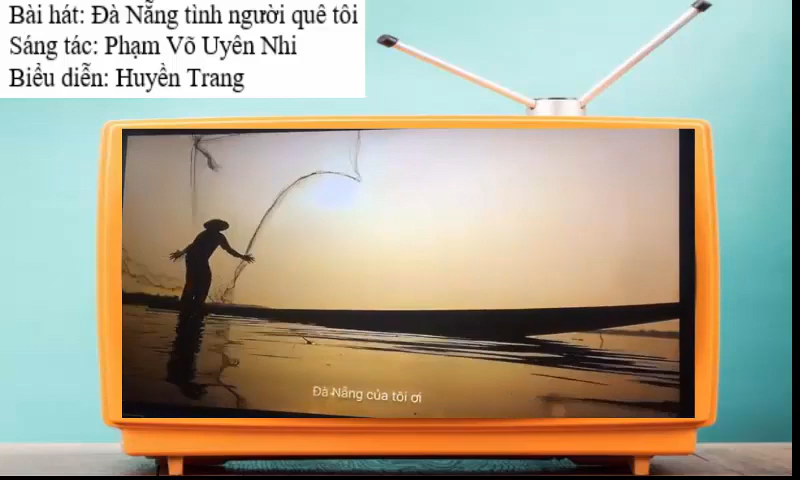 Bài hát: Đà Nẵng tình người quê tôi
Sáng tác: Phạm Võ Uyên Nhi
Biểu diễn: Huyền Trang
Đà Nẵng của tôi ơi